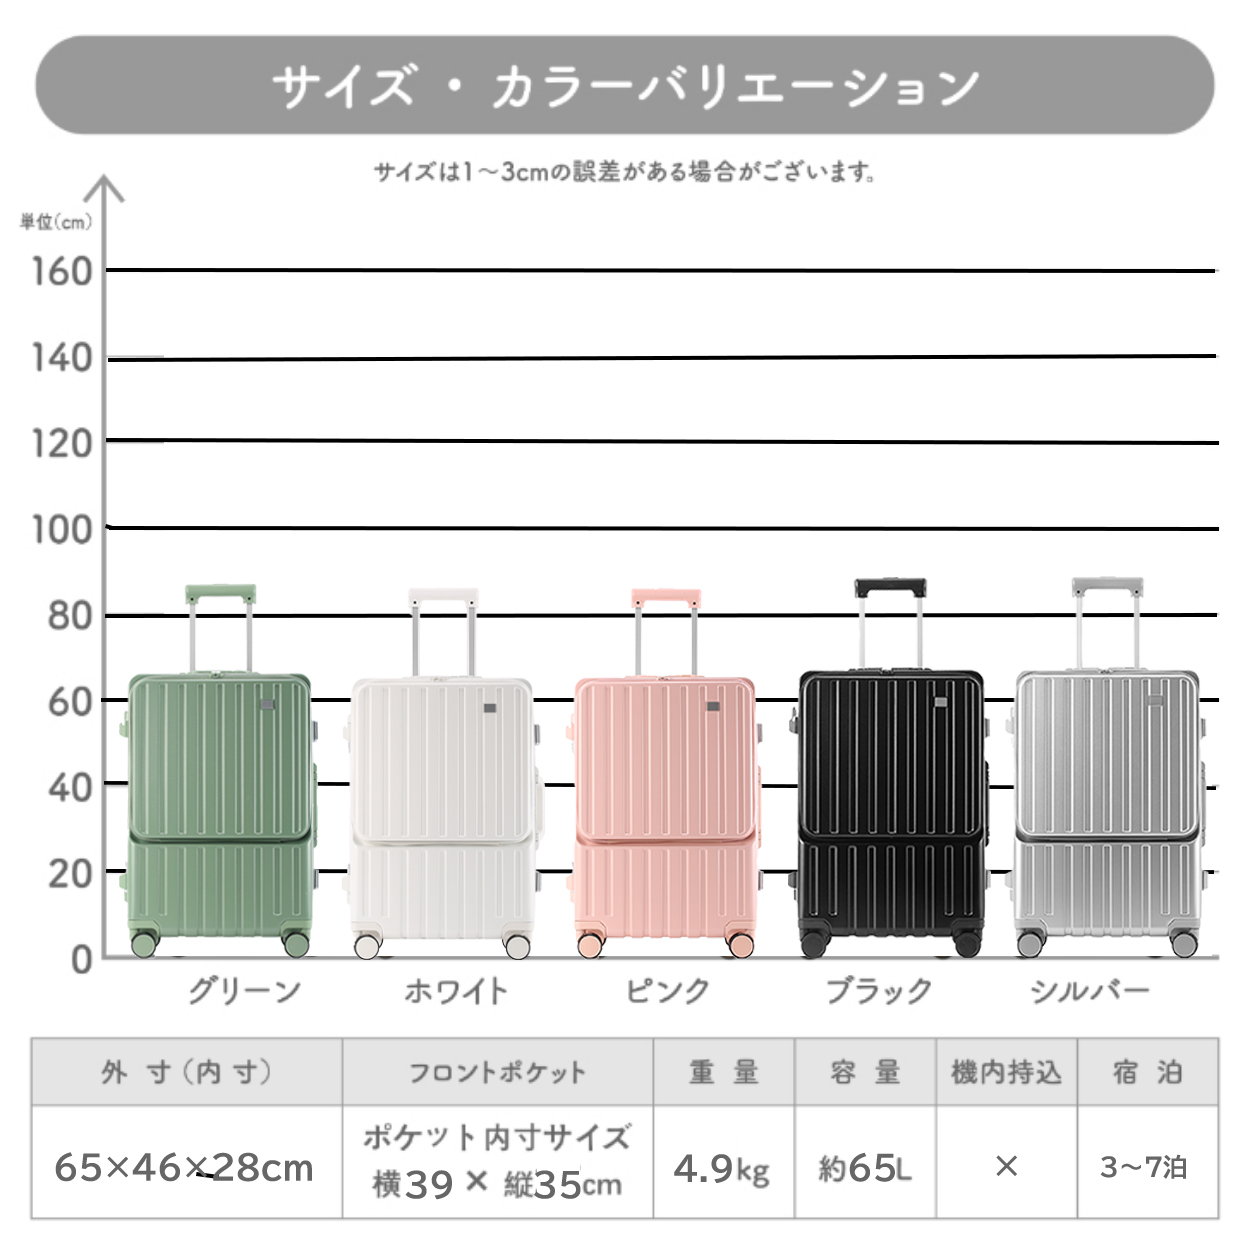 サイズ・カラーバリエーション
サイズは1〜3cmの誤差がある場合がございます。
単位(cm)
160
140
120
100
80
60
40
20
0
グリーン ホワイト ピンク ブラック シルバー
外寸(内寸) フロントポケット 重量 容量 機内持込 宿泊
ポケット内寸サイズ
65×46×28cm 横39×縦35cm 4.9kg 約65L × 3〜7泊